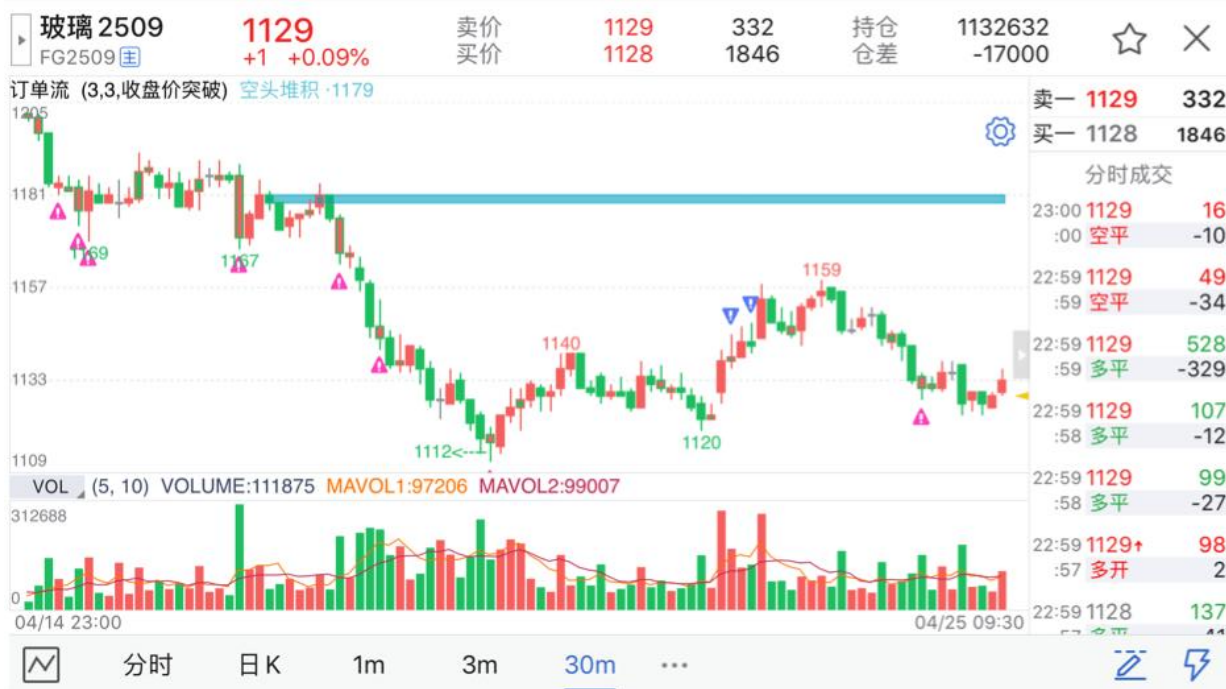 玻璃2509 1129 卖价 1129 332 持仓 1132632
FG2509 主 +1 +0.09% 买价 1128 1846 仓差 -17000
订单流 (3,3,收盘价突破) 空头堆积 ·1179
1205
1181
1169
1167
1157
1159
1140
1133
1120
1112<--
1109
VOL (5, 10) VOLUME:111875 MAVOL1:97206 MAVOL2:99007
312688
0
04/14 23:00 04/25 09:30
卖一 1129 332
买一 1128 1846
分时成交
23:00 1129 16
:00 空平 -10
22:59 1129 49
:59 空平 -34
22:59 1129 528
:59 多平 -329
22:59 1129 107
:58 多平 -12
22:59 1129 99
:58 多平 -27
22:59 1129↑ 98
:57 多开 2
22:59 1128 137
分时 日K 1m 3m 30m ···